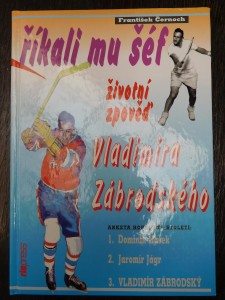 František Černoch
říkali mu šéf
životní
zpověď
Vladimíra
Zábrodského
1. Dominik Hašek
2. Jaromír Jágr
3. VLADIMÍR ZÁBRODSKÝ